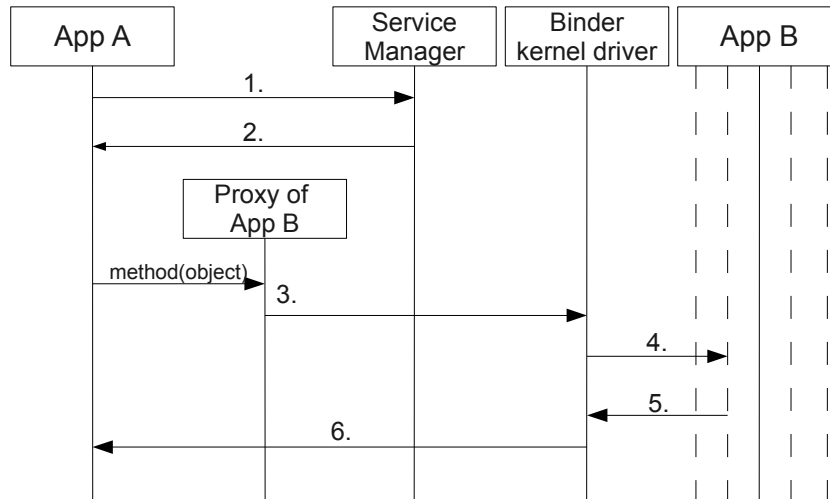 App A
Service
Manager
Binder
kernel driver
App B
1.
2.
Proxy of
App B
method(object)
3.
4.
5.
6.